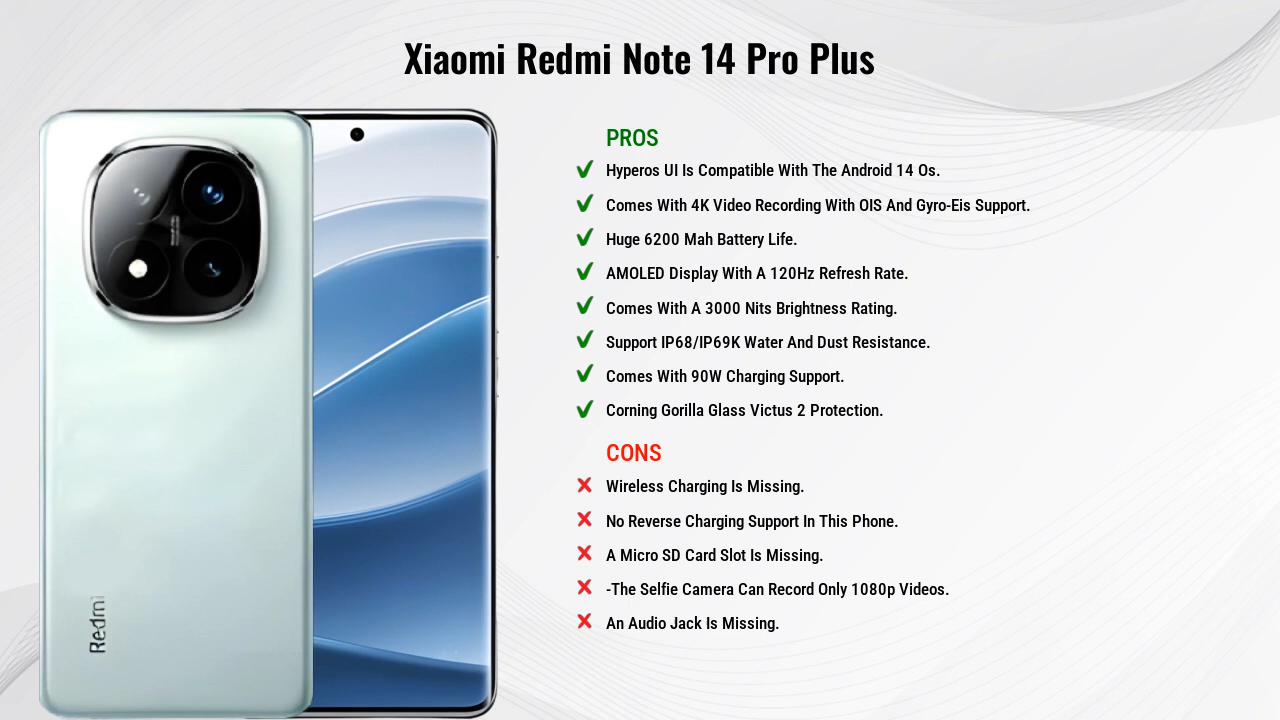 Xiaomi Redmi Note 14 Pro Plus
PROS
Hyperos UI Is Compatible With The Android 14 Os.
Comes With 4K Video Recording With OIS And Gyro-Eis Support.
Huge 6200 Mah Battery Life.
AMOLED Display With A 120Hz Refresh Rate.
Comes With A 3000 Nits Brightness Rating.
Support IP68/IP69K Water And Dust Resistance.
Comes With 90W Charging Support.
Corning Gorilla Glass Victus 2 Protection.
CONS
Wireless Charging Is Missing.
No Reverse Charging Support In This Phone.
A Micro SD Card Slot Is Missing.
-The Selfie Camera Can Record Only 1080p Videos.
An Audio Jack Is Missing.
Redmi